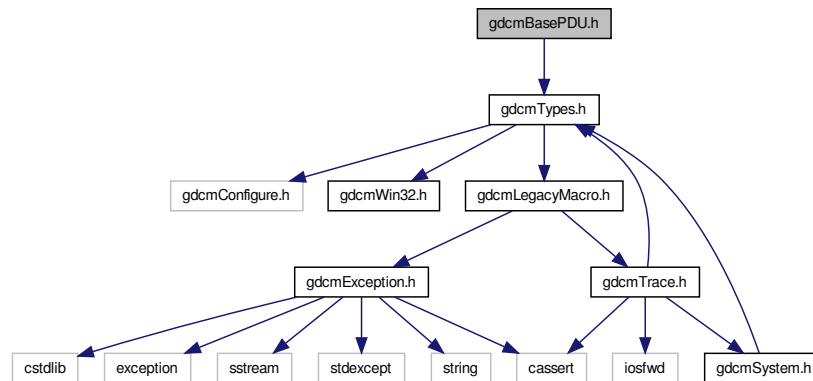 gdcmBasePDU.h
gdcmTypes.h
gdcmConfigure.h
gdcmWin32.h
gdcmLegacyMacro.h
gdcmException.h
gdcmTrace.h
cstdlib
exception
sstream
stdexcept
string
cassert
iosfwd
gdcmSystem.h